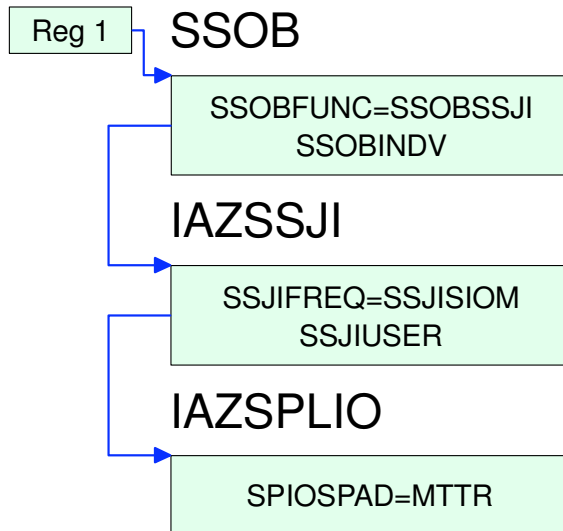 Reg 1
SSOB
SSOBFUNC=SSOBSSJI
SSOBINDV
IAZSSJI
SSJIFREQ=SSJISIOM
SSJIUSER
IAZSPLIO
SPIOSPAD=MTTR